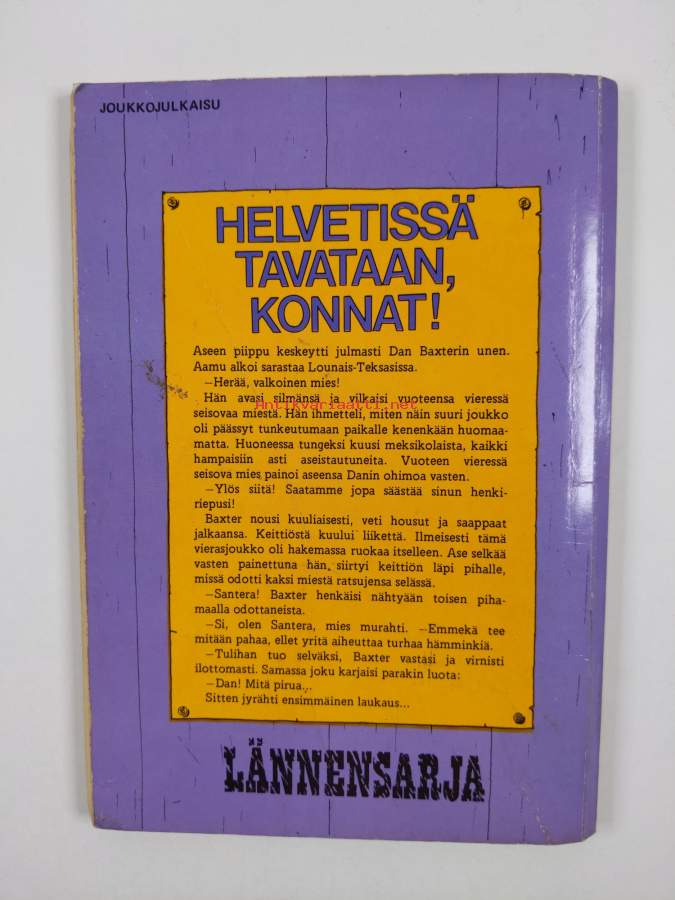 JOUKKOJULKAISU
HELVETISSÄ
TAVATAAN,
KONNAT!
Aseen piippu keskeytti julmasti Dan Baxterin unen.
Aamu alkoi sarastaa Lounais-Teksasissa.
—Herää, valkoinen mies!
Hän avasi silmänsä ja vilkaisi vuoteensa vieressä
Antikvariaatti.net
seisovaa miestä. Hän ihmetteli, miten näin suuri joukko
oli päässyt tunkeutumaan paikalle kenenkään huomaa-
matta. Huoneessa tungeksi kuusi meksikolaista, kaikki
hampaisiin asti aseistautuneita. Vuoteen vieressä
seisova mies painoi aseensa Danin ohimoa vasten.
—Ylös siitä! Saatamme jopa säästää sinun henki-
riepusi!
Baxter nousi kuuliaisesti, veti housut ja saappaat
jalkaansa. Keittiöstä kuului liikettä. Ilmeisesti tämä
vierasjoukko oli hakemassa ruokaa itselleen. Ase selkää
vasten painettuna hän siirtyi keittiön läpi pihalle,
missä odotti kaksi miestä ratsujensa selässä.
—Santera! Baxter henkäisi nähtyään toisen piha-
maalla odottaneista.
—Si, olen Santera, mies murahti. —Emmekä tee
mitään pahaa, ellet yritä aiheuttaa turhaa hämminkiä.
—Tulihan tuo selväksi, Baxter vastasi ja virnisti
ilottomasti. Samassa joku karjaisi parakin luota:
—Dan! Mitä pirua...
Sitten jyrähti ensimmäinen laukaus...
LÄNNENSARJA